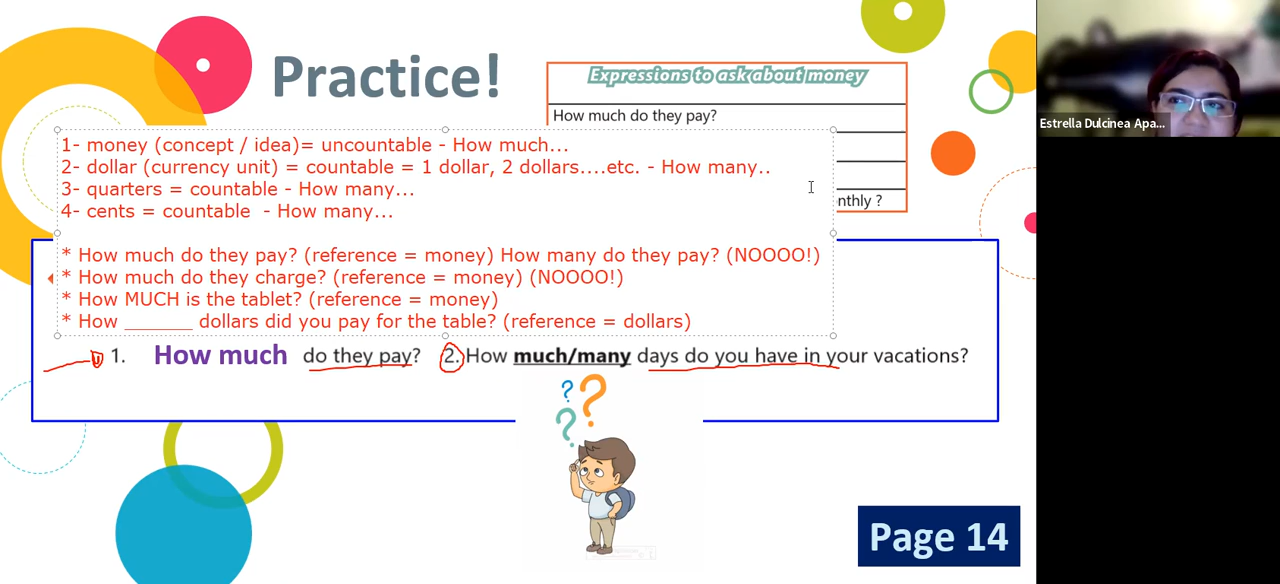 Practice!
Expressions to ask about money
How much do they pay?
nthly ?
1- money (concept / idea)= uncountable - How much...
2- dollar (currency unit) = countable = 1 dollar, 2 dollars....etc. - How many..
3- quarters = countable - How many...
4- cents = countable  - How many...
* How much do they pay? (reference = money) How many do they pay? (NOOOO!)
* How much do they charge? (reference = money) (NOOOO!)
* How MUCH is the tablet? (reference = money)
* How ______ dollars did you pay for the table? (reference = dollars)
1. How much do they pay? 2. How much/many days do you have in your vacations?
Page 14
Estrella Dulcinea Apa...